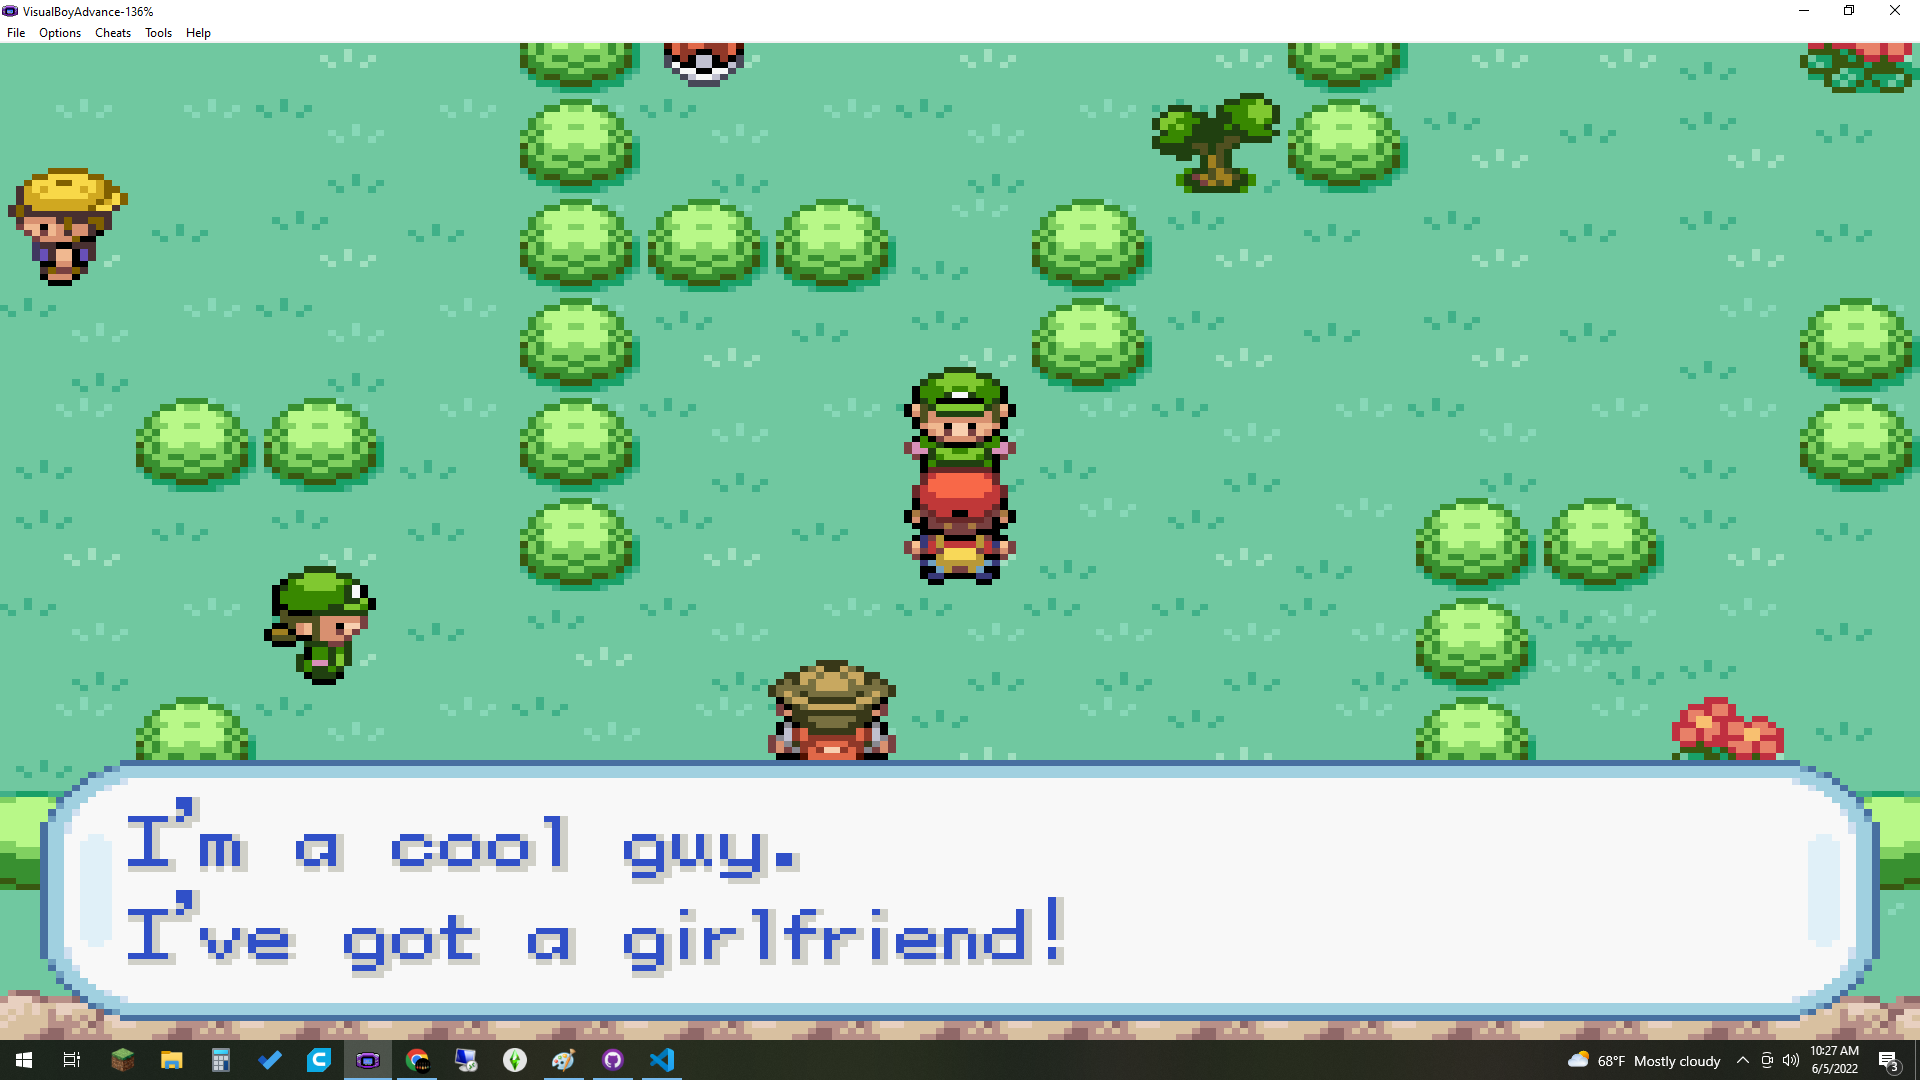 VisualBoyAdvance-136%
File Options Cheats Tools Help
I'm a cool guy.
I've got a girlfriend!
68°F Mostly cloudy
10:27 AM
6/5/2022
3